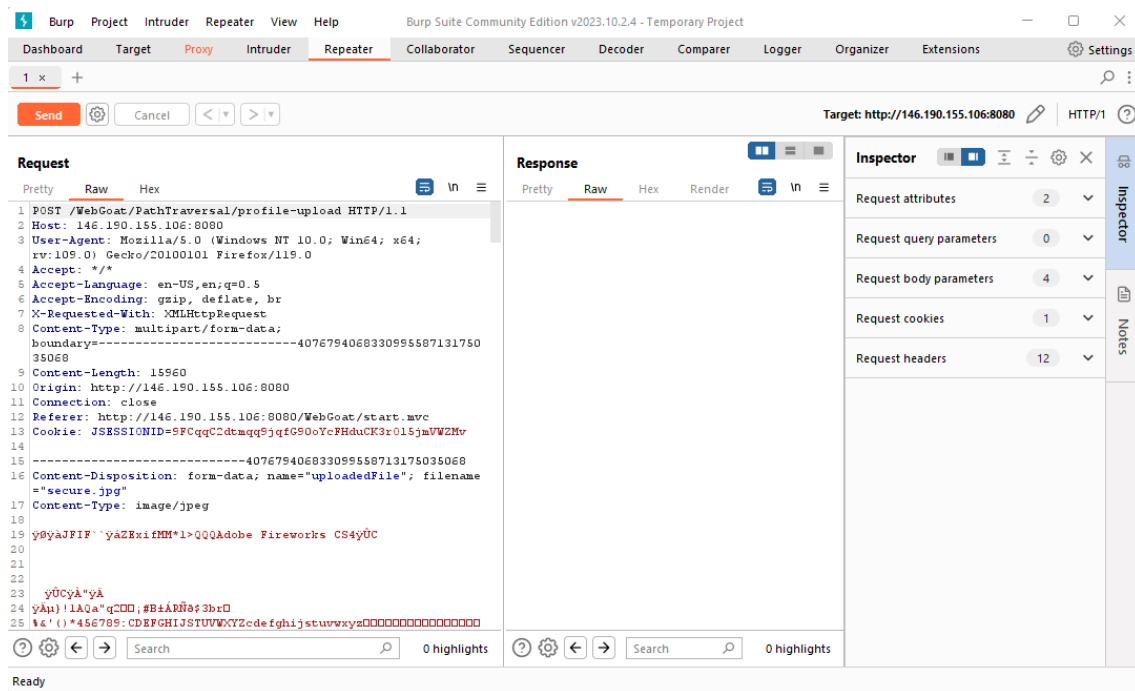 Burp Project Intruder Repeater View Help Burp Suite Community Edition v2023.10.2.4 - Temporary Project
Dashboard Target Proxy Intruder Repeater Collaborator Sequencer Decoder Comparer Logger Organizer Extensions Settings
1 × +
Send Cancel < > Target: http://146.190.155.106:8080 HTTP/1 ?
Request
Pretty Raw Hex \n
1 POST /WebGoat/PathTraversal/profile-upload HTTP/1.1
2 Host: 146.190.155.106:8080
3 User-Agent: Mozilla/5.0 (Windows NT 10.0; Win64; x64;
rv:109.0) Gecko/20100101 Firefox/119.0
4 Accept: */*
5 Accept-Language: en-US,en;q=0.5
6 Accept-Encoding: gzip, deflate, br
7 X-Requested-With: XMLHttpRequest
8 Content-Type: multipart/form-data;
boundary=---------------------------407679406833099558713175
035068
9 Content-Length: 15960
10 Origin: http://146.190.155.106:8080
11 Connection: close
12 Referer: http://146.190.155.106:8080/WebGoat/start.mvc
13 Cookie: JSESSIONID=
14
15 -----------------------------407679406833099558713175035068
16 Content-Disposition: form-data; name="uploadedFile"; filename
="secure.jpg"
17 Content-Type: image/jpeg
18
19 ÿØÿàJFIF``ÿáZExifMM*1>QQQAdobe Fireworks CS4ÿÛC
20
21
22
23 ÿÛCÿÀ"ÿÄ
24
25
Search 0 highlights
Response
Pretty Raw Hex Render \n
Search 0 highlights
Inspector
Request attributes 2
Request query parameters 0
Request body parameters 4
Request cookies 1
Request headers 12
Inspector
Notes
Ready